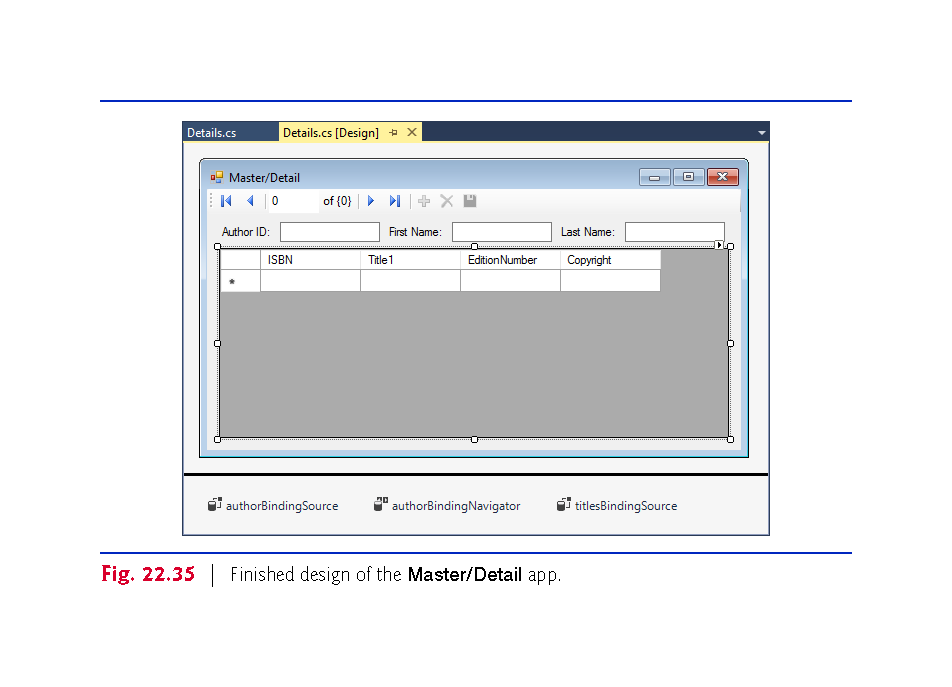 Details.cs Details.cs [Design]
Master/Detail
0 of {0}
Author ID: First Name: Last Name:
ISBN Title1 EditionNumber Copyright
authorBindingSource authorBindingNavigator titlesBindingSource
Fig. 22.35 | Finished design of the Master/Detail app.